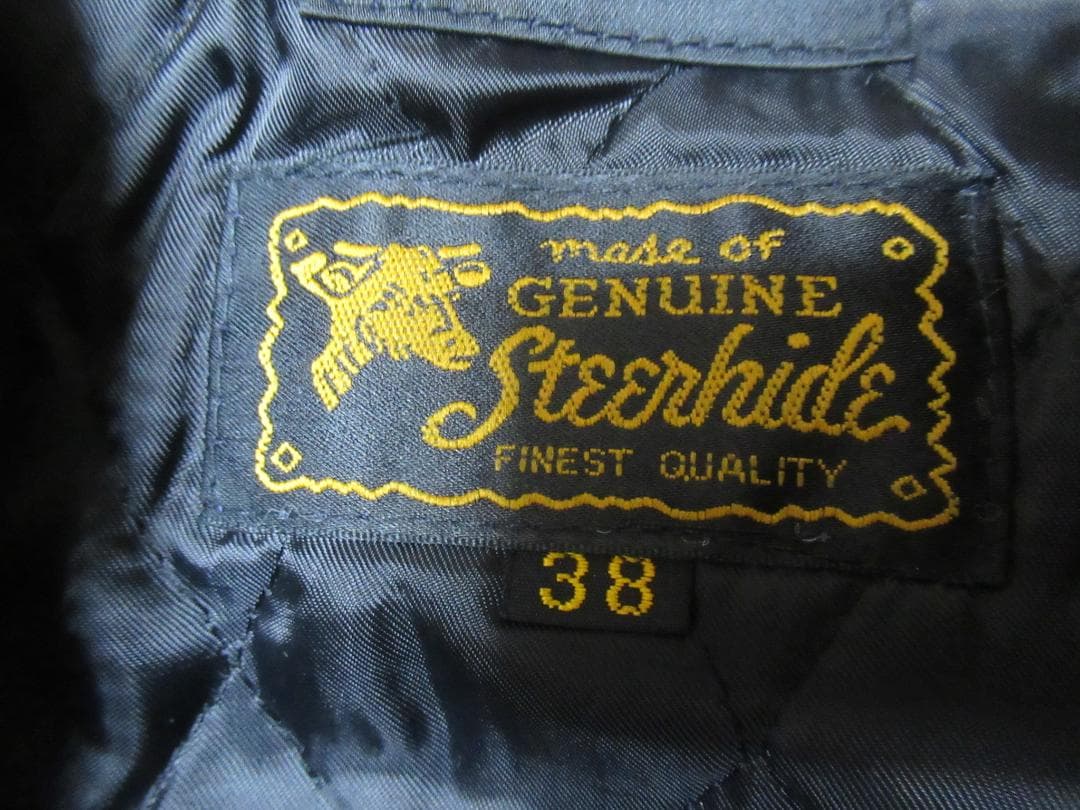 made of
GENUINE
Steerhide
FINEST QUALITY
38